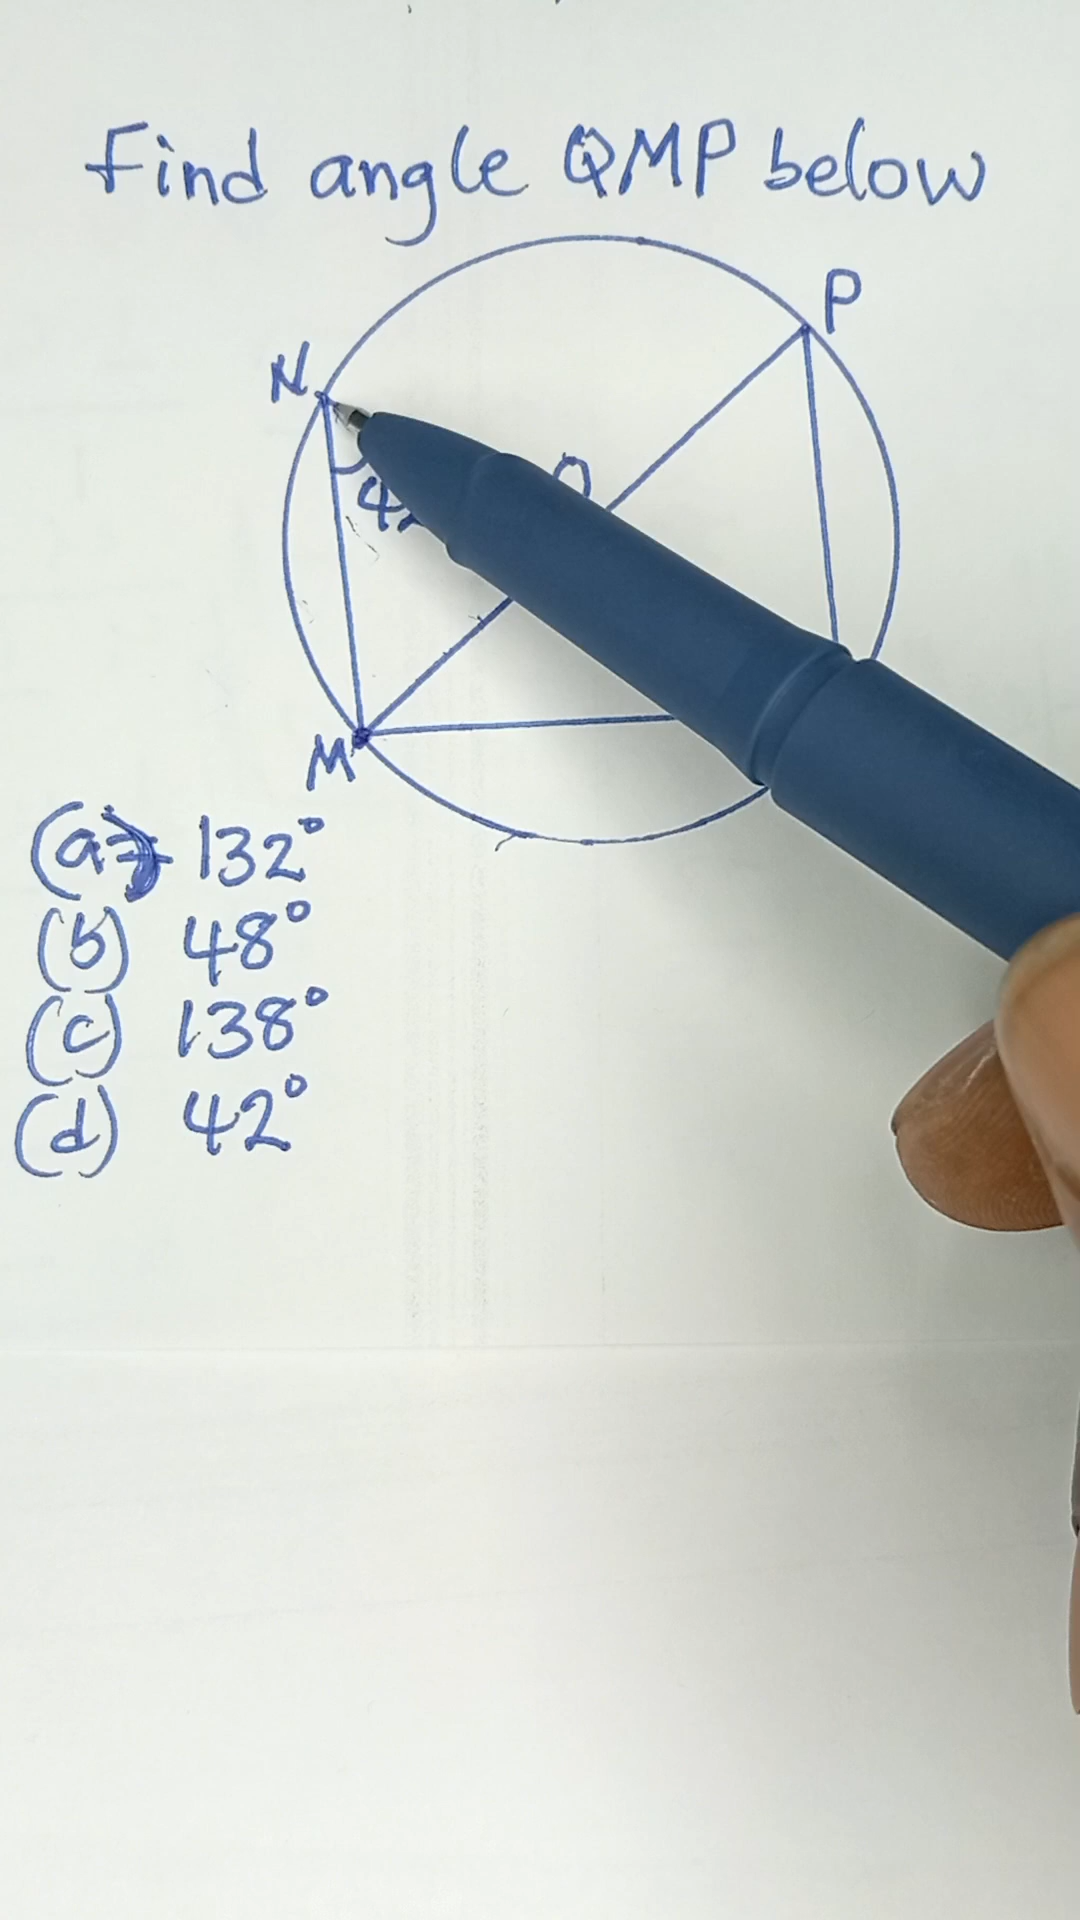 Find angle QMP below
P
N
M
(a) 132°
(b) 48°
(c) 138°
(d) 42°